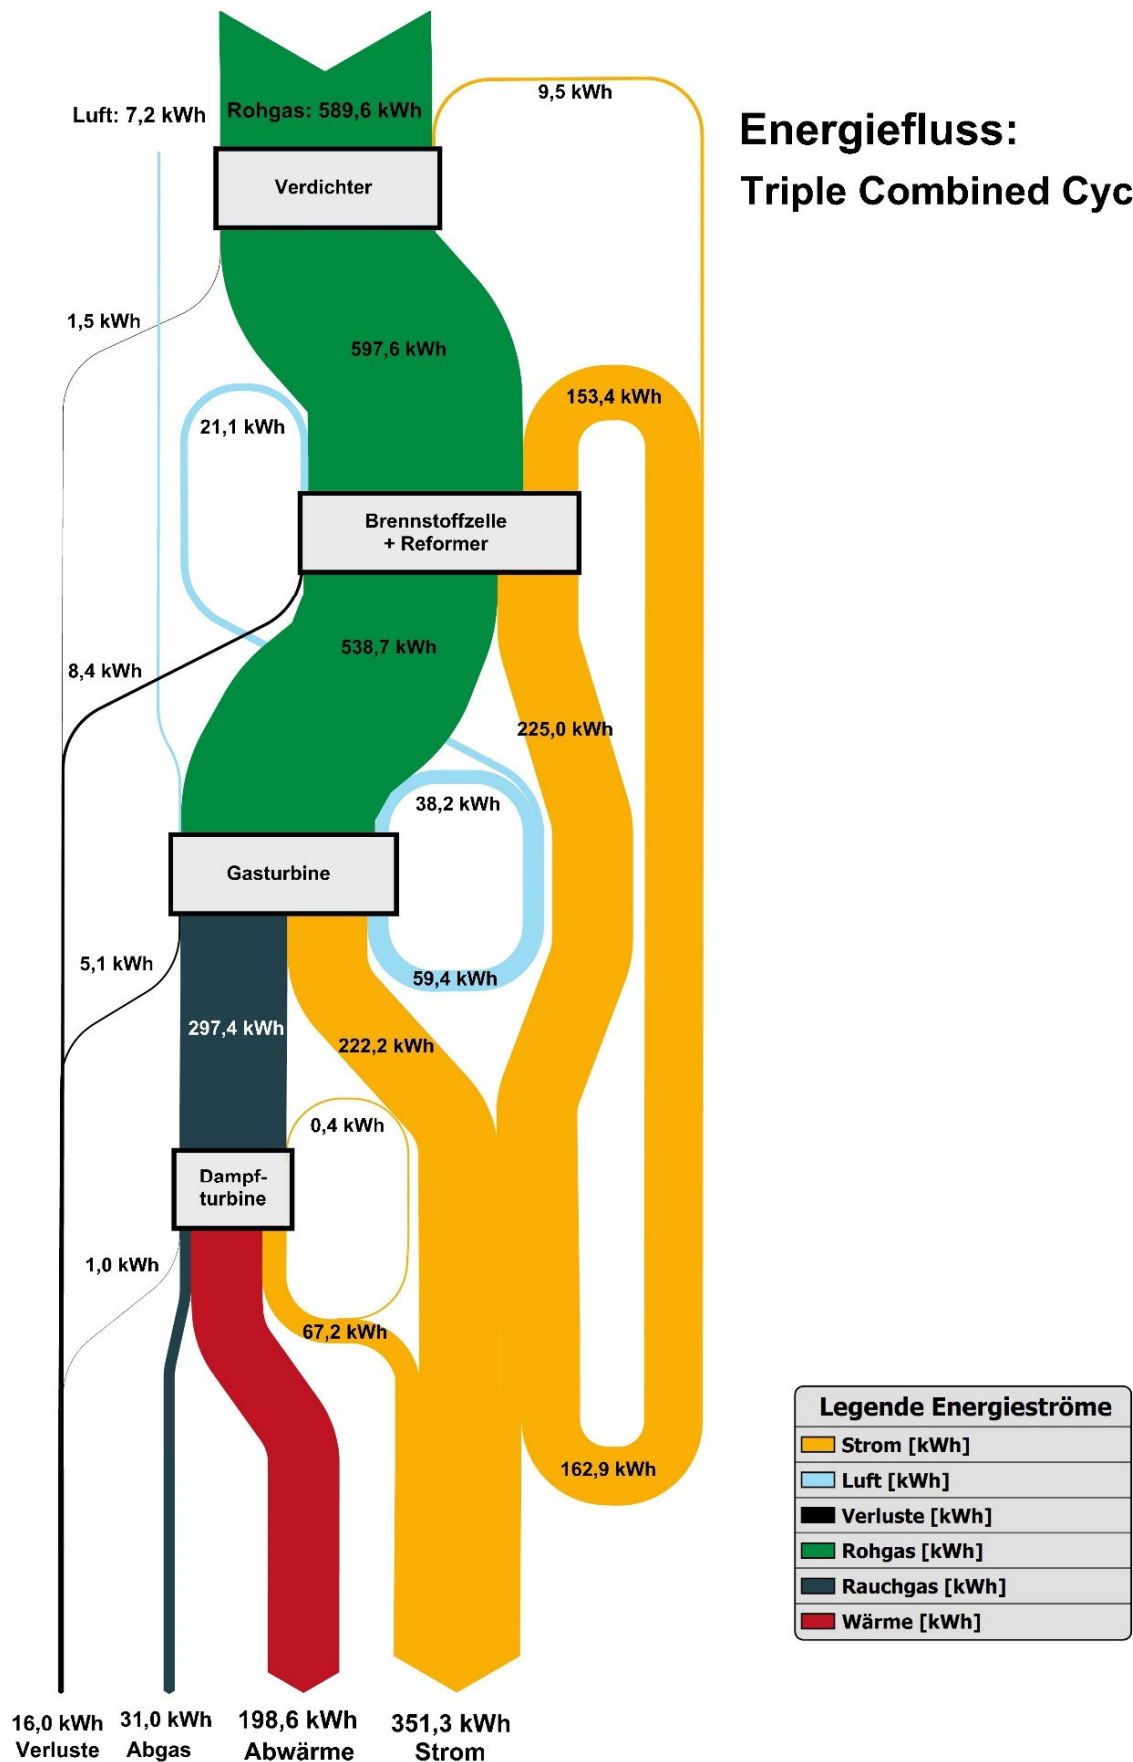 9,5 kWh
Luft: 7,2 kWh
Rohgas: 589,6 kWh
Energiefluss:
Triple Combined Cyc
Verdichter
1,5 kWh
597,6 kWh
153,4 kWh
21,1 kWh
Brennstoffzelle
+ Reformer
8,4 kWh
538,7 kWh
225,0 kWh
38,2 kWh
Gasturbine
5,1 kWh
59,4 kWh
297,4 kWh
222,2 kWh
0,4 kWh
Dampf-
turbine
1,0 kWh
67,2 kWh
162,9 kWh
Legende Energieströme
Strom [kWh]
Luft [kWh]
Verluste [kWh]
Rohgas [kWh]
Rauchgas [kWh]
Wärme [kWh]
16,0 kWh
Verluste
31,0 kWh
Abgas
198,6 kWh
Abwärme
351,3 kWh
Strom